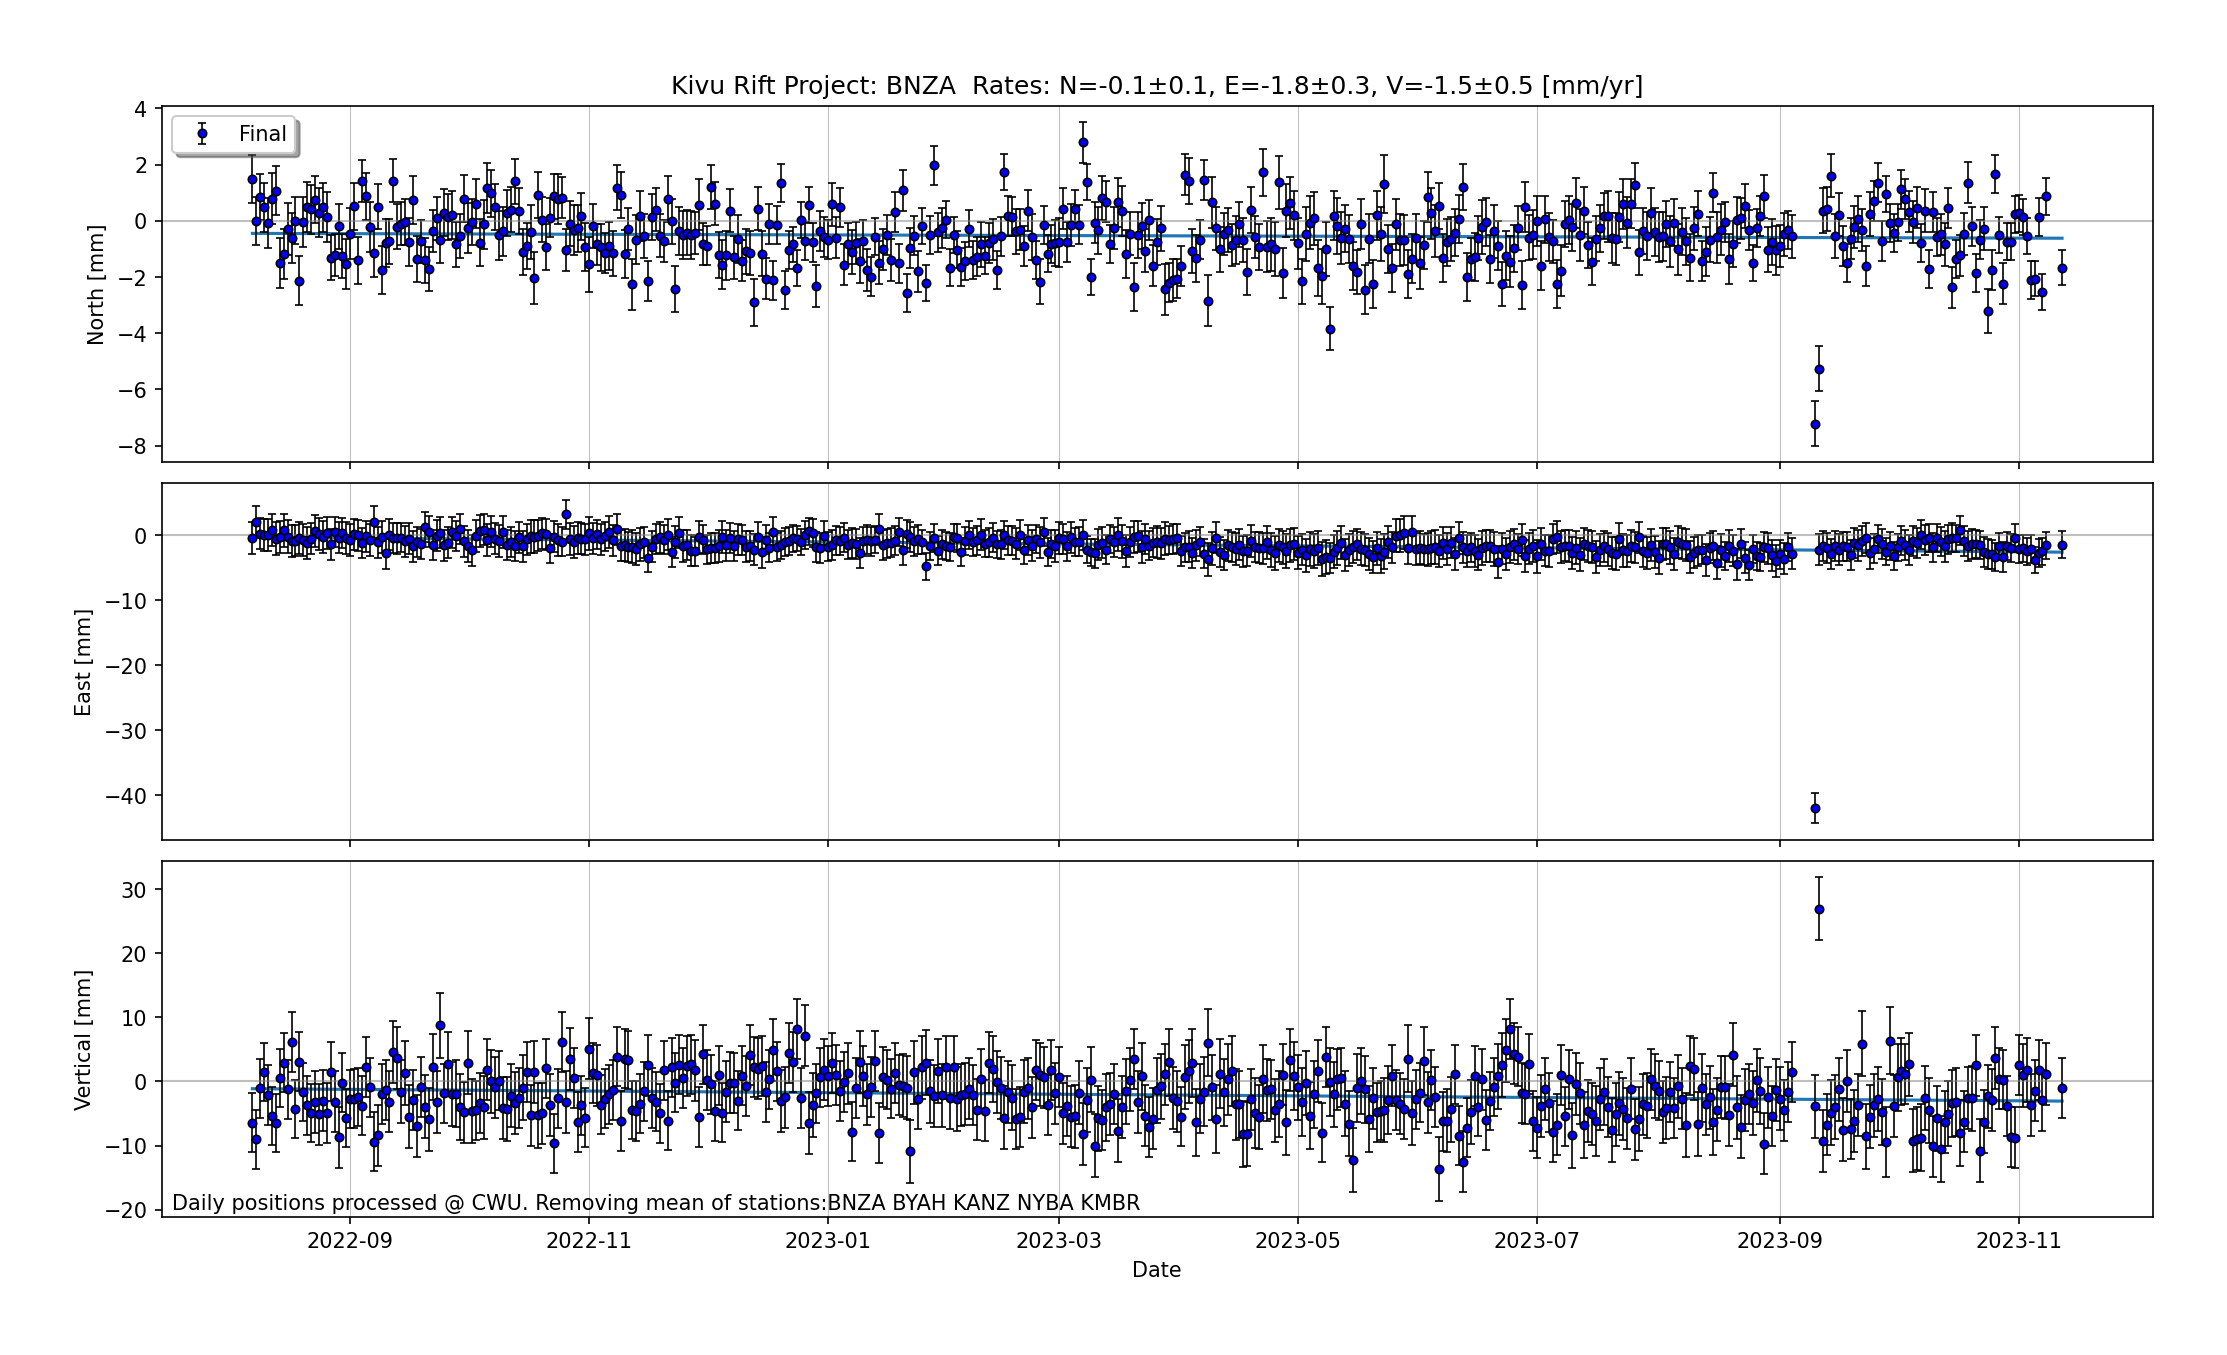 Kivu Rift Project: BNZA  Rates: N=-0.1±0.1, E=-1.8±0.3, V=-1.5±0.5 [mm/yr]
Final
4
2
0
−2
−4
−6
−8
North [mm]
0
−10
−20
−30
−40
East [mm]
30
20
10
0
−10
−20
Vertical [mm]
Daily positions processed @ CWU. Removing mean of stations:BNZA BYAH KANZ NYBA KMBR
2022-09 2022-11 2023-01 2023-03 2023-05 2023-07 2023-09 2023-11
Date